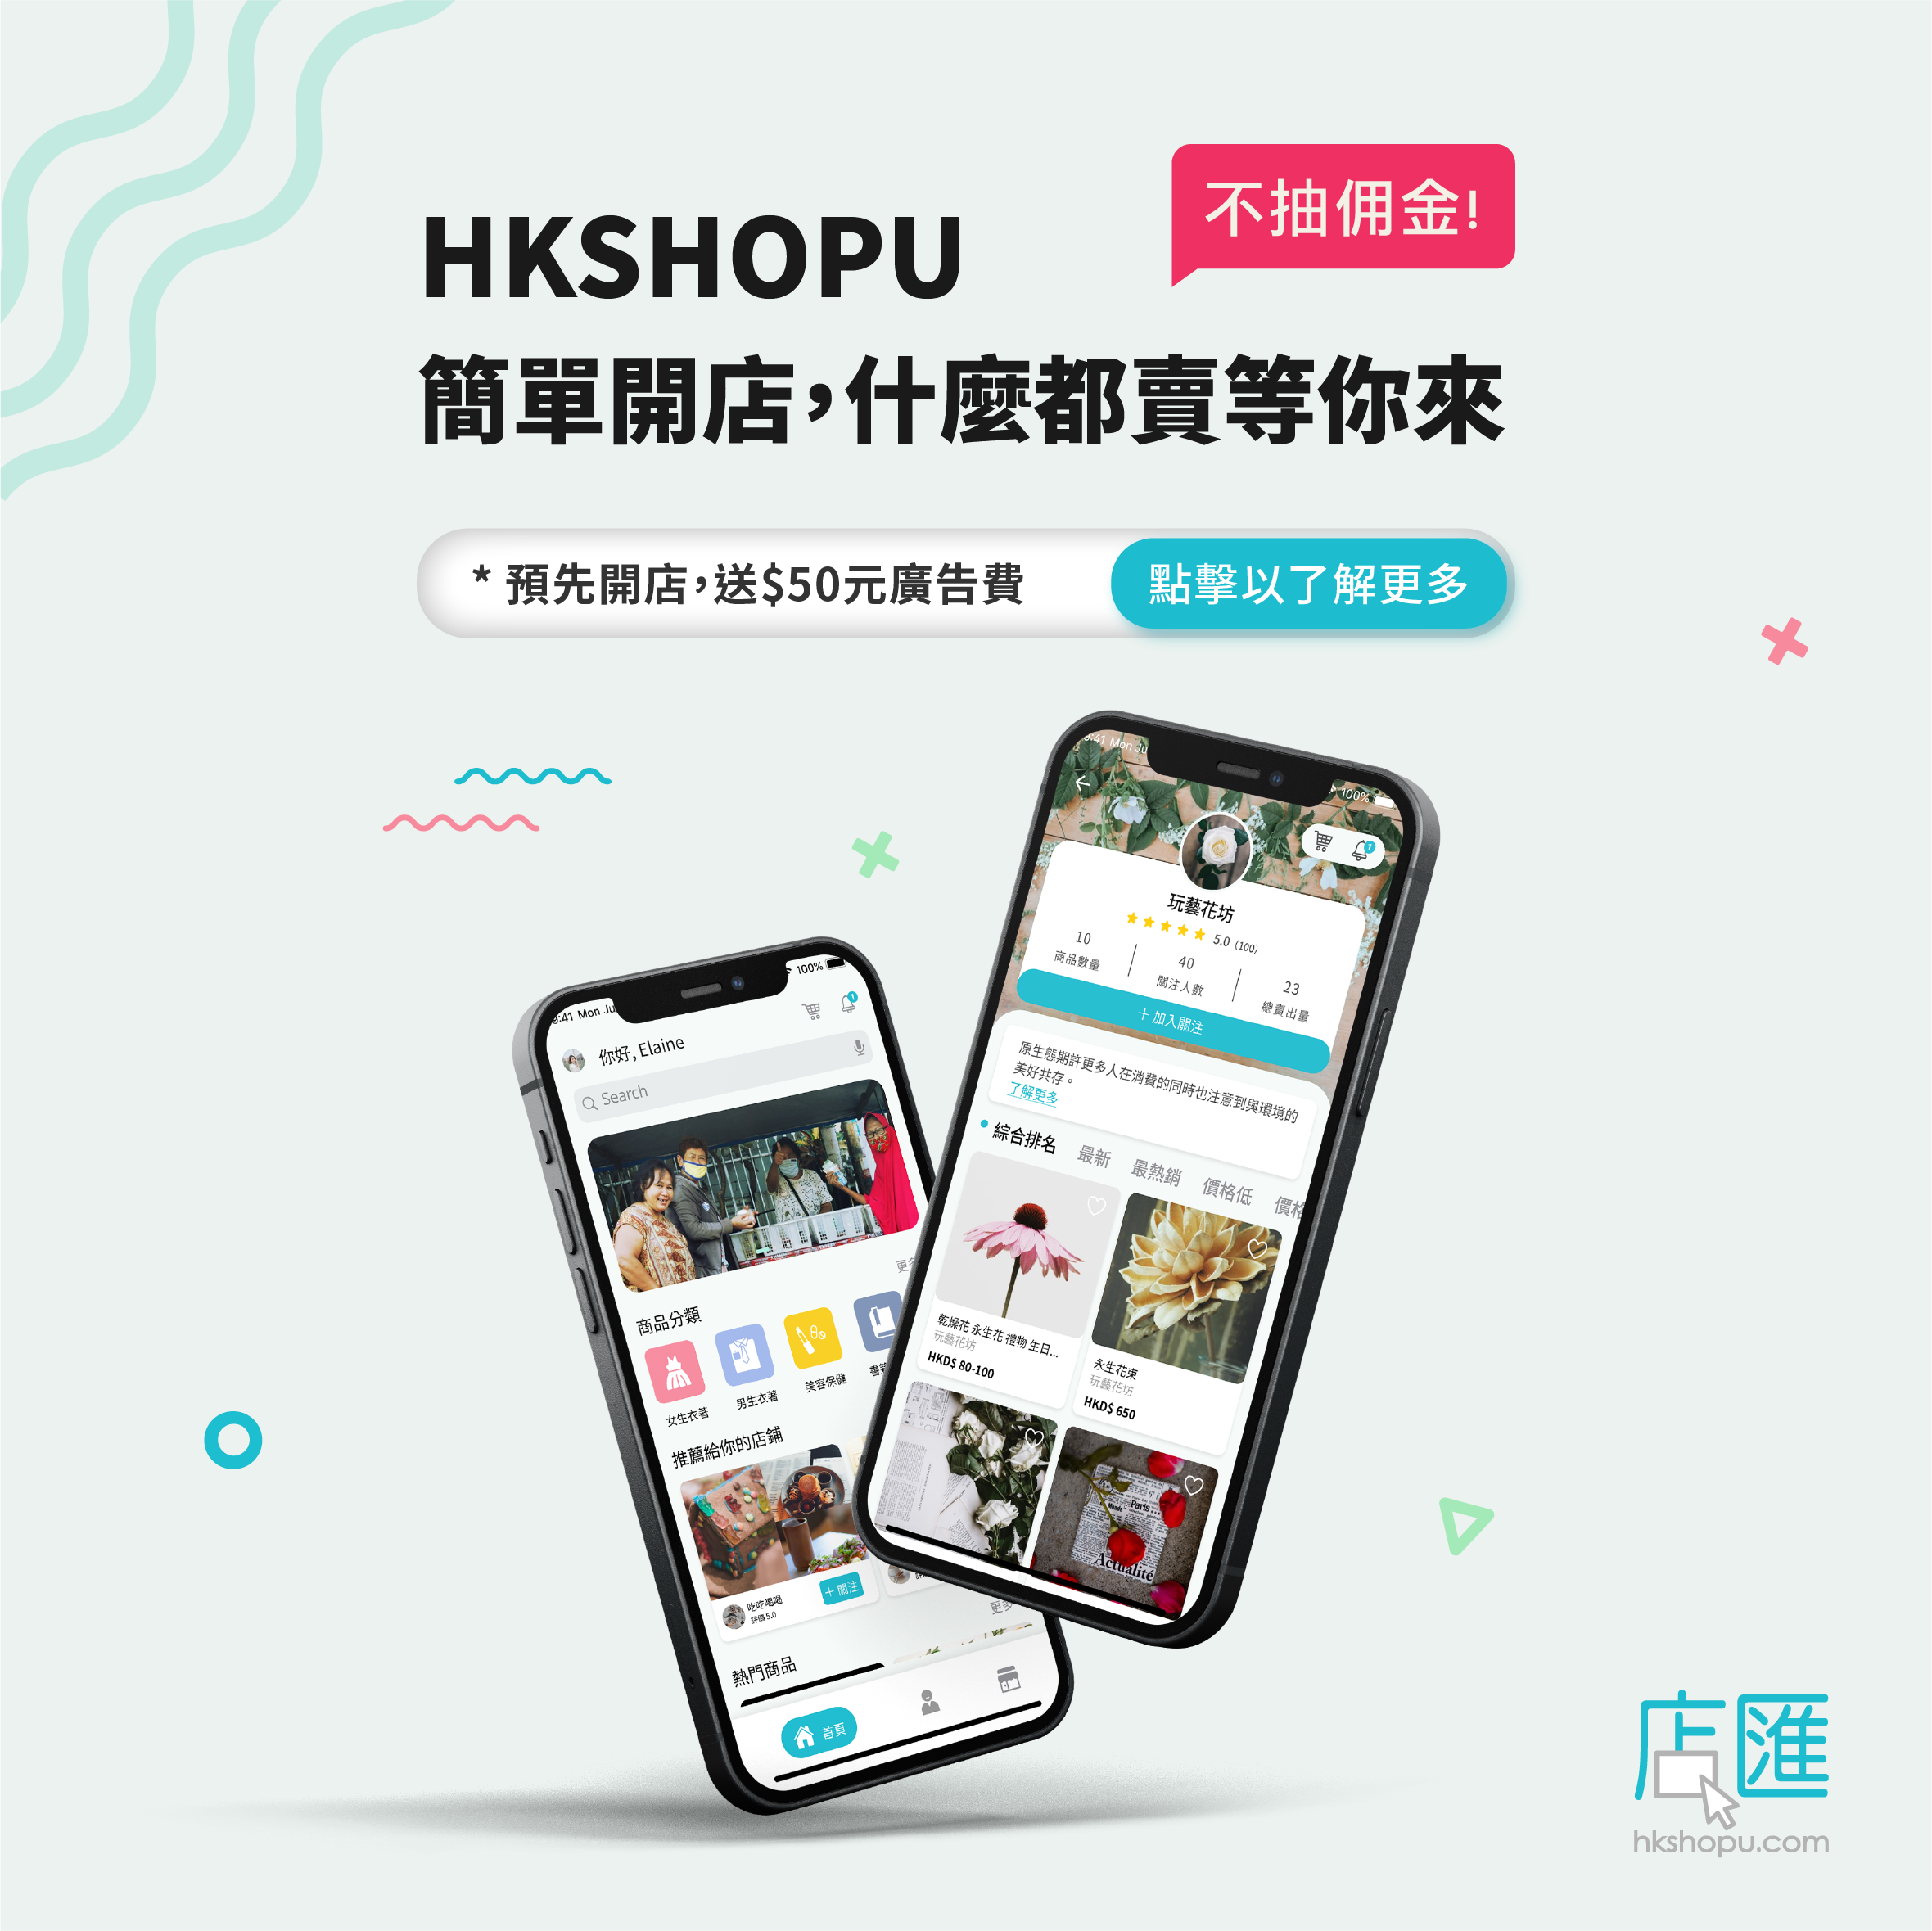 不抽佣金!
HKSHOPU
簡單開店,什麼都賣等你來
* 預先開店,送$50元廣告費
點擊以了解更多
9:41 Mon Ju
100%
1
玩藝花坊
5.0 (100)
10
商品數量
40
關注人數
23
總賣出量
＋加入關注
原生態期許更多人在消費的同時也注意到與環境的
美好共存。
了解更多
綜合排名 最新 最熱銷 價格低 價格
乾燥花 永生花 禮物 生日...
玩藝花坊
HKD$ 80-100
永生花束
玩藝花坊
HKD$ 650
Paris
Actualité
9:41 Mon Ju
100%
1
你好, Elaine
Search
更多
商品分類
女生衣著
男生衣著
美容保健
書籍
推薦給你的店鋪
吃吃喝喝
評價 5.0
＋關注
更多
熱門商品
首頁
店匯
hkshopu.com